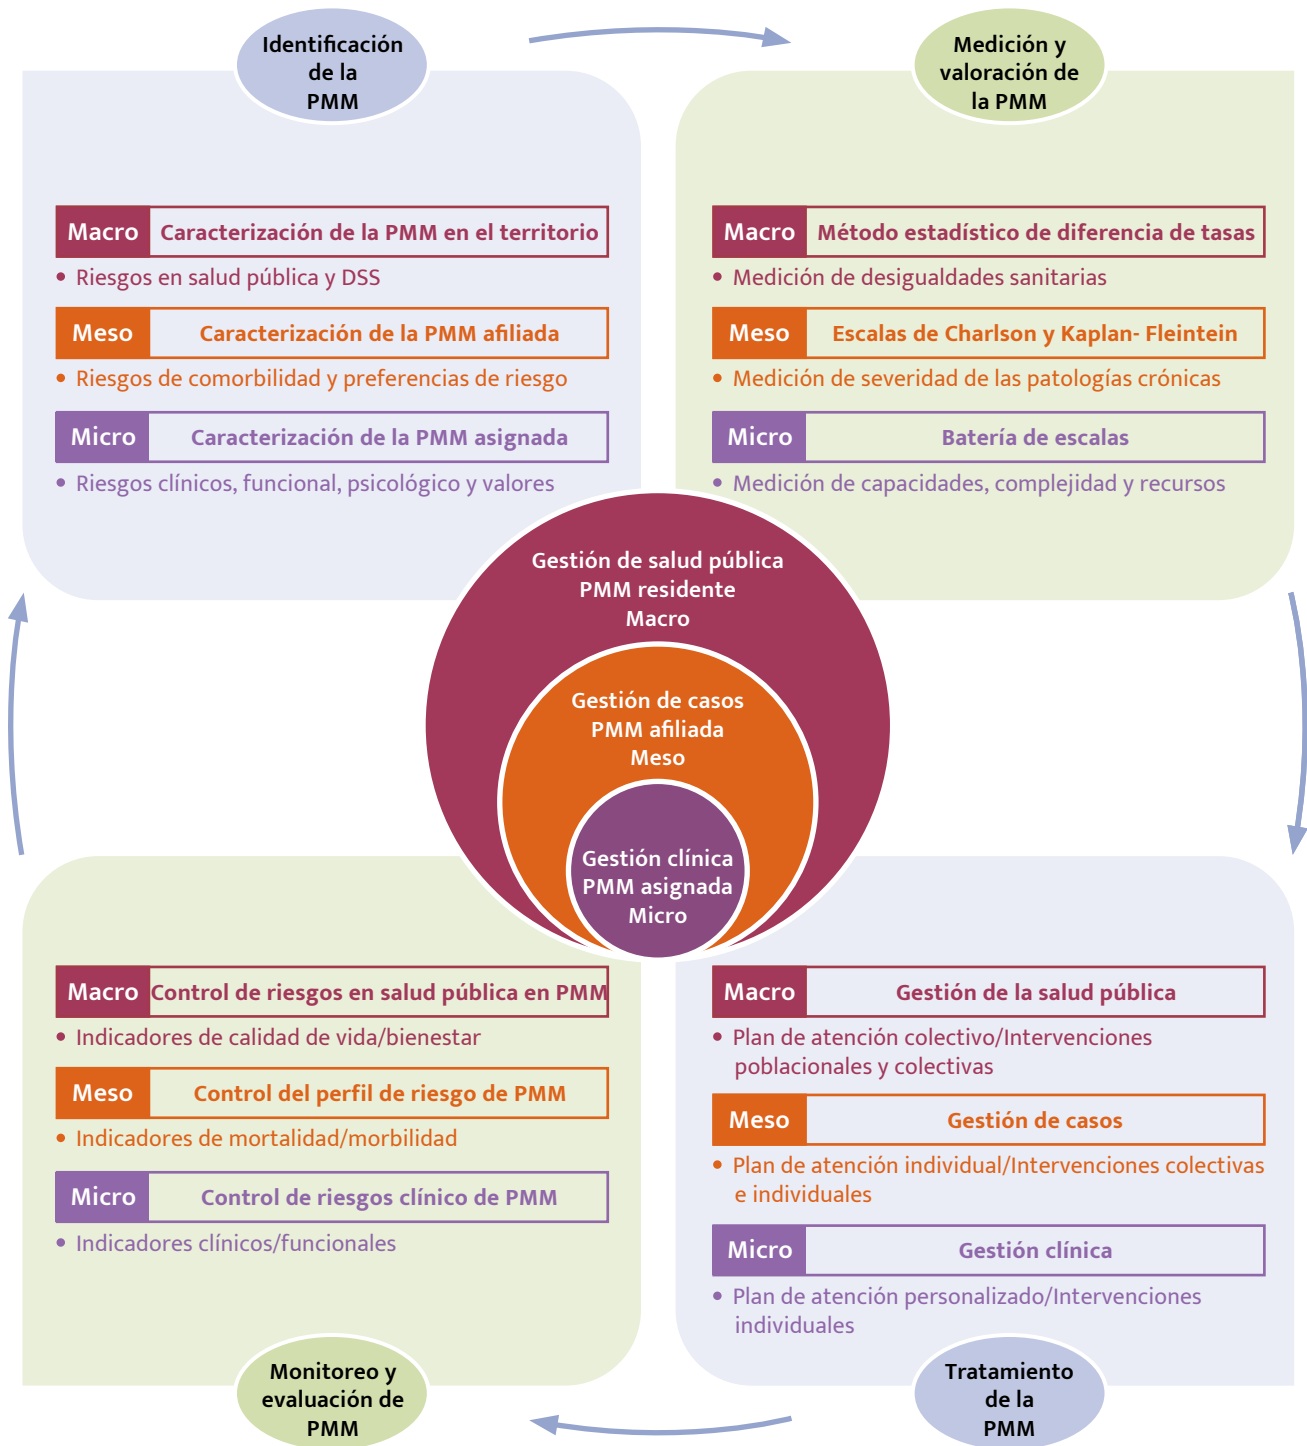 Identificación
de la
PMM
Macro Caracterización de la PMM en el territorio
• Riesgos en salud pública y DSS
Meso Caracterización de la PMM afiliada
• Riesgos de comorbilidad y preferencias de riesgo
Micro Caracterización de la PMM asignada
• Riesgos clínicos, funcional, psicológico y valores
Medición y
valoración de
la PMM
Macro Método estadístico de diferencia de tasas
• Medición de desigualdades sanitarias
Meso Escalas de Charlson y Kaplan- Fleintein
• Medición de severidad de las patologías crónicas
Micro Batería de escalas
• Medición de capacidades, complejidad y recursos
Gestión de salud pública
PMM residente
Macro
Gestión de casos
PMM afiliada
Meso
Gestión clínica
PMM asignada
Micro
Macro Control de riesgos en salud pública en PMM
• Indicadores de calidad de vida/bienestar
Meso Control del perfil de riesgo de PMM
• Indicadores de mortalidad/morbilidad
Micro Control de riesgos clínico de PMM
• Indicadores clínicos/funcionales
Monitoreo y
evaluación de
PMM
Macro Gestión de la salud pública
• Plan de atención colectivo/Intervenciones
poblacionales y colectivas
Meso Gestión de casos
• Plan de atención individual/Intervenciones colectivas
e individuales
Micro Gestión clínica
• Plan de atención personalizado/Intervenciones
individuales
Tratamiento
de la
PMM